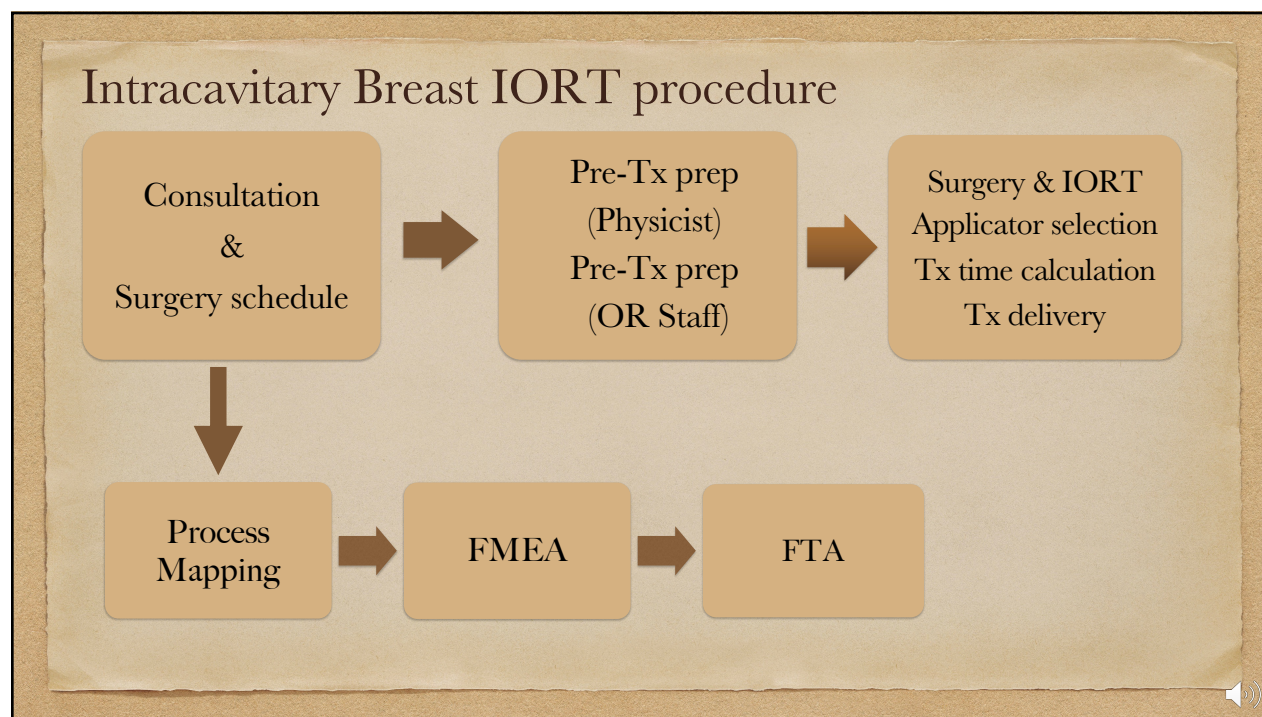 Intracavitary Breast IORT procedure
Consultation
&
Surgery schedule
Pre-Tx prep
(Physicist)
Pre-Tx prep
(OR Staff)
Surgery & IORT
Applicator selection
Tx time calculation
Tx delivery
Process
Mapping
FMEA
FTA